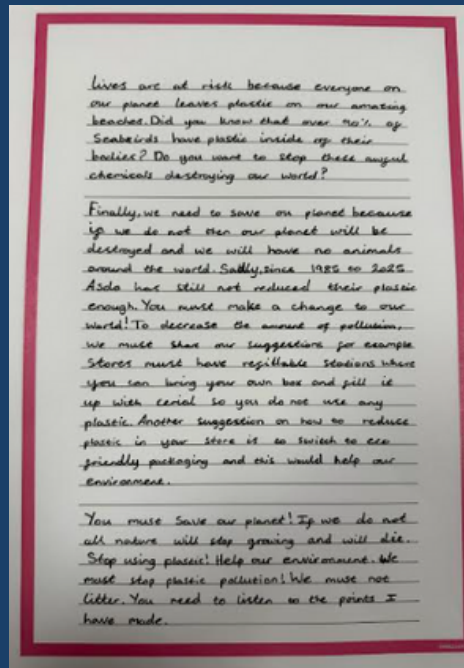 Lives are at risk because everyone on
our planet leaves plastic on our amazing
beaches. Did you know that over 90% of
Seabeirds have plastic inside of their
bodies? Do you want to stop these awful
chemicals destroying our world?
Finally, we need to save our planet because
if we do not then our planet will be
destroyed and we will have no animals
around the world. Sadly, since 1985 to 2025
Asda has still not reduced their plastic
enough. You must make a change to our
world! To decrease the amount of pollution,
we must share our suggestions for example
stores must have refillable stations where
you can bring your own box and fill it
up with cerial so you do not use any
plastic. Another suggestion on how to reduce
plastic in your store is to switch to eco
friendly packaging and this would help our
environment.
You must save our planet! If we do not
all nature will stop growing and will die.
Stop using plastic! Help our environment. We
must stop plastic pollution! We must not
litter. You need to listen to the points I
have made.